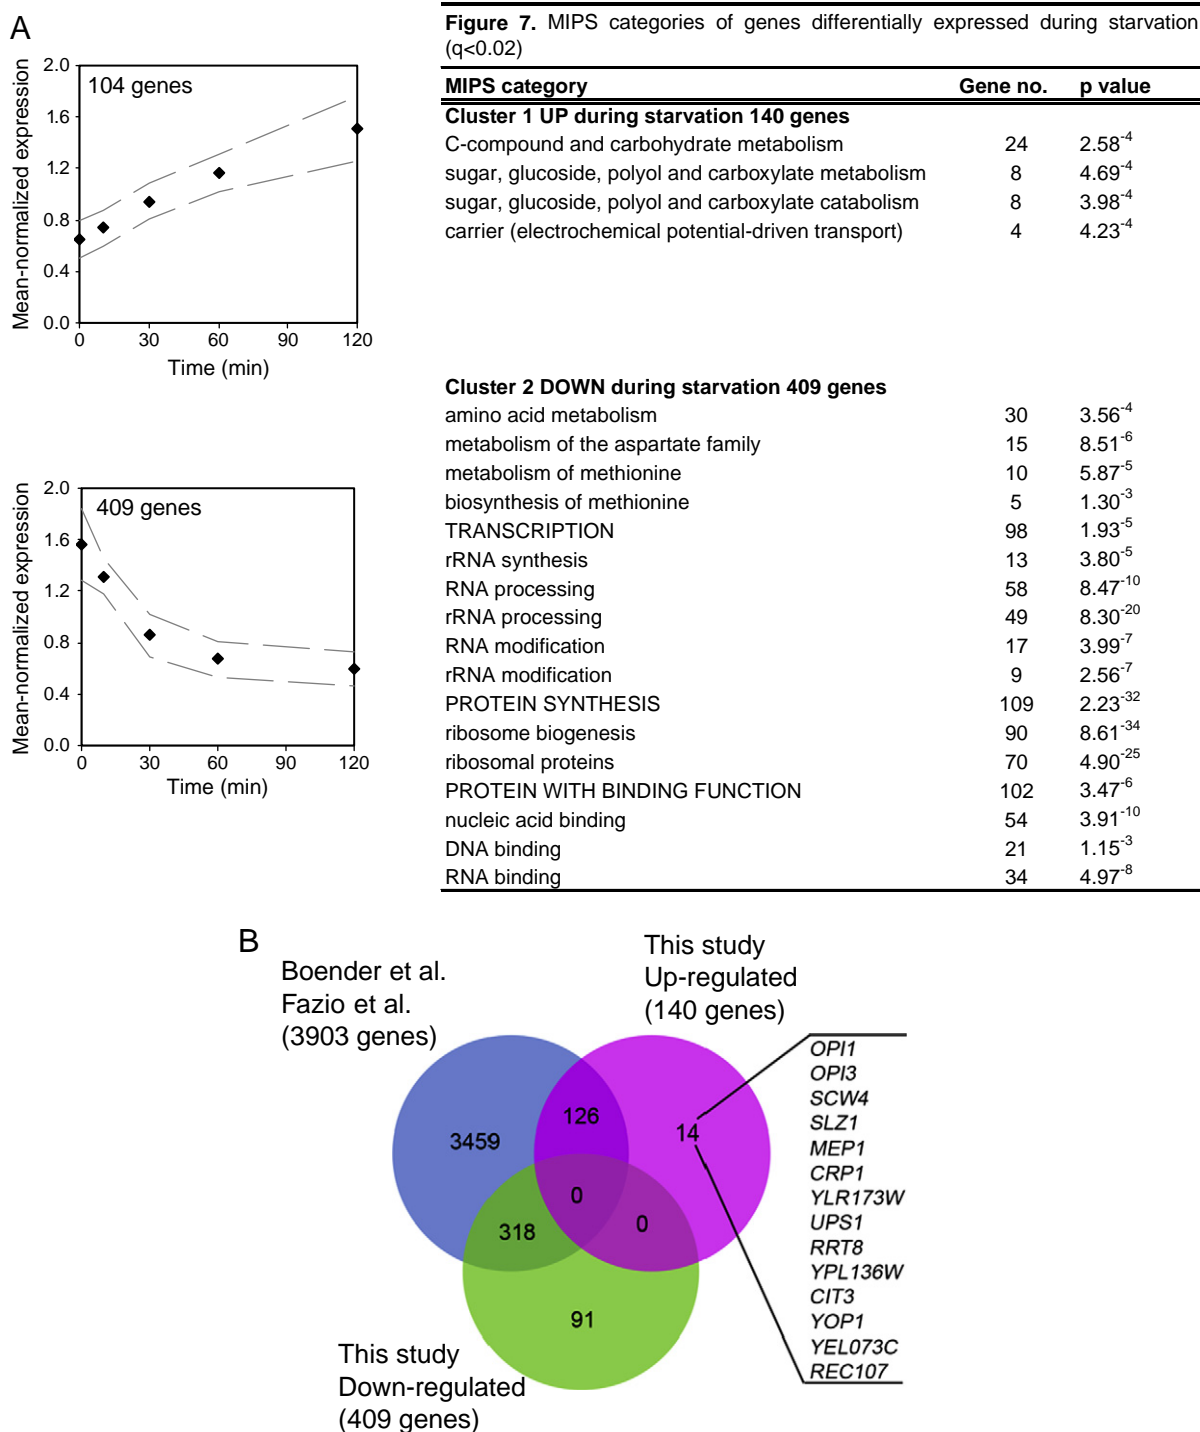 A
Mean-normalized expression
2.0
1.6
1.2
0.8
0.4
0.0
104 genes
0 30 60 90 120
Time (min)
Mean-normalized expression
2.0
1.6
1.2
0.8
0.4
0.0
409 genes
0 30 60 90 120
Time (min)
Figure 7. MIPS categories of genes differentially expressed during starvation
(q<0.02)
MIPS category Gene no. p value
Cluster 1 UP during starvation 140 genes
C-compound and carbohydrate metabolism 24 2.58⁻⁴
sugar, glucoside, polyol and carboxylate metabolism 8 4.69⁻⁴
sugar, glucoside, polyol and carboxylate catabolism 8 3.98⁻⁴
carrier (electrochemical potential-driven transport) 4 4.23⁻⁴
Cluster 2 DOWN during starvation 409 genes
amino acid metabolism 30 3.56⁻⁴
metabolism of the aspartate family 15 8.51⁻⁶
metabolism of methionine 10 5.87⁻⁵
biosynthesis of methionine 5 1.30⁻³
TRANSCRIPTION 98 1.93⁻⁵
rRNA synthesis 13 3.80⁻⁵
RNA processing 58 8.47⁻¹⁰
rRNA processing 49 8.30⁻²⁰
RNA modification 17 3.99⁻⁷
rRNA modification 9 2.56⁻⁷
PROTEIN SYNTHESIS 109 2.23⁻³²
ribosome biogenesis 90 8.61⁻³⁴
ribosomal proteins 70 4.90⁻²⁵
PROTEIN WITH BINDING FUNCTION 102 3.47⁻⁶
nucleic acid binding 54 3.91⁻¹⁰
DNA binding 21 1.15⁻³
RNA binding 34 4.97⁻⁸
B
Boender et al.
Fazio et al.
(3903 genes)
This study
Up-regulated
(140 genes)
3459
126
14
0
0
318
91
This study
Down-regulated
(409 genes)
OPI1
OPI3
SCW4
SLZ1
MEP1
CRP1
YLR173W
UPS1
RRT8
YPL136W
CIT3
YOP1
YEL073C
REC107